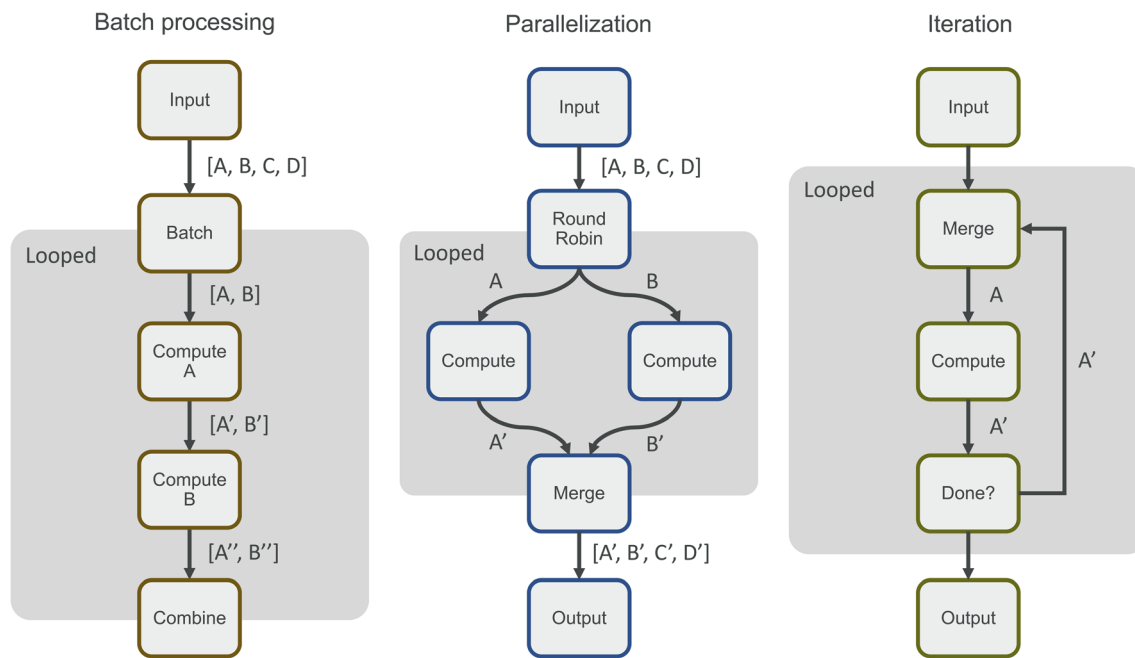 Batch processing
Input
[A, B, C, D]
Batch
Looped
[A, B]
Compute
A
[A’, B’]
Compute
B
[A’’, B’’]
Combine
Parallelization
Input
[A, B, C, D]
Round
Robin
Looped
A
B
Compute
Compute
A’
B’
Merge
[A’, B’, C’, D’]
Output
Iteration
Input
Looped
Merge
A
Compute
A’
A’
Done?
Output